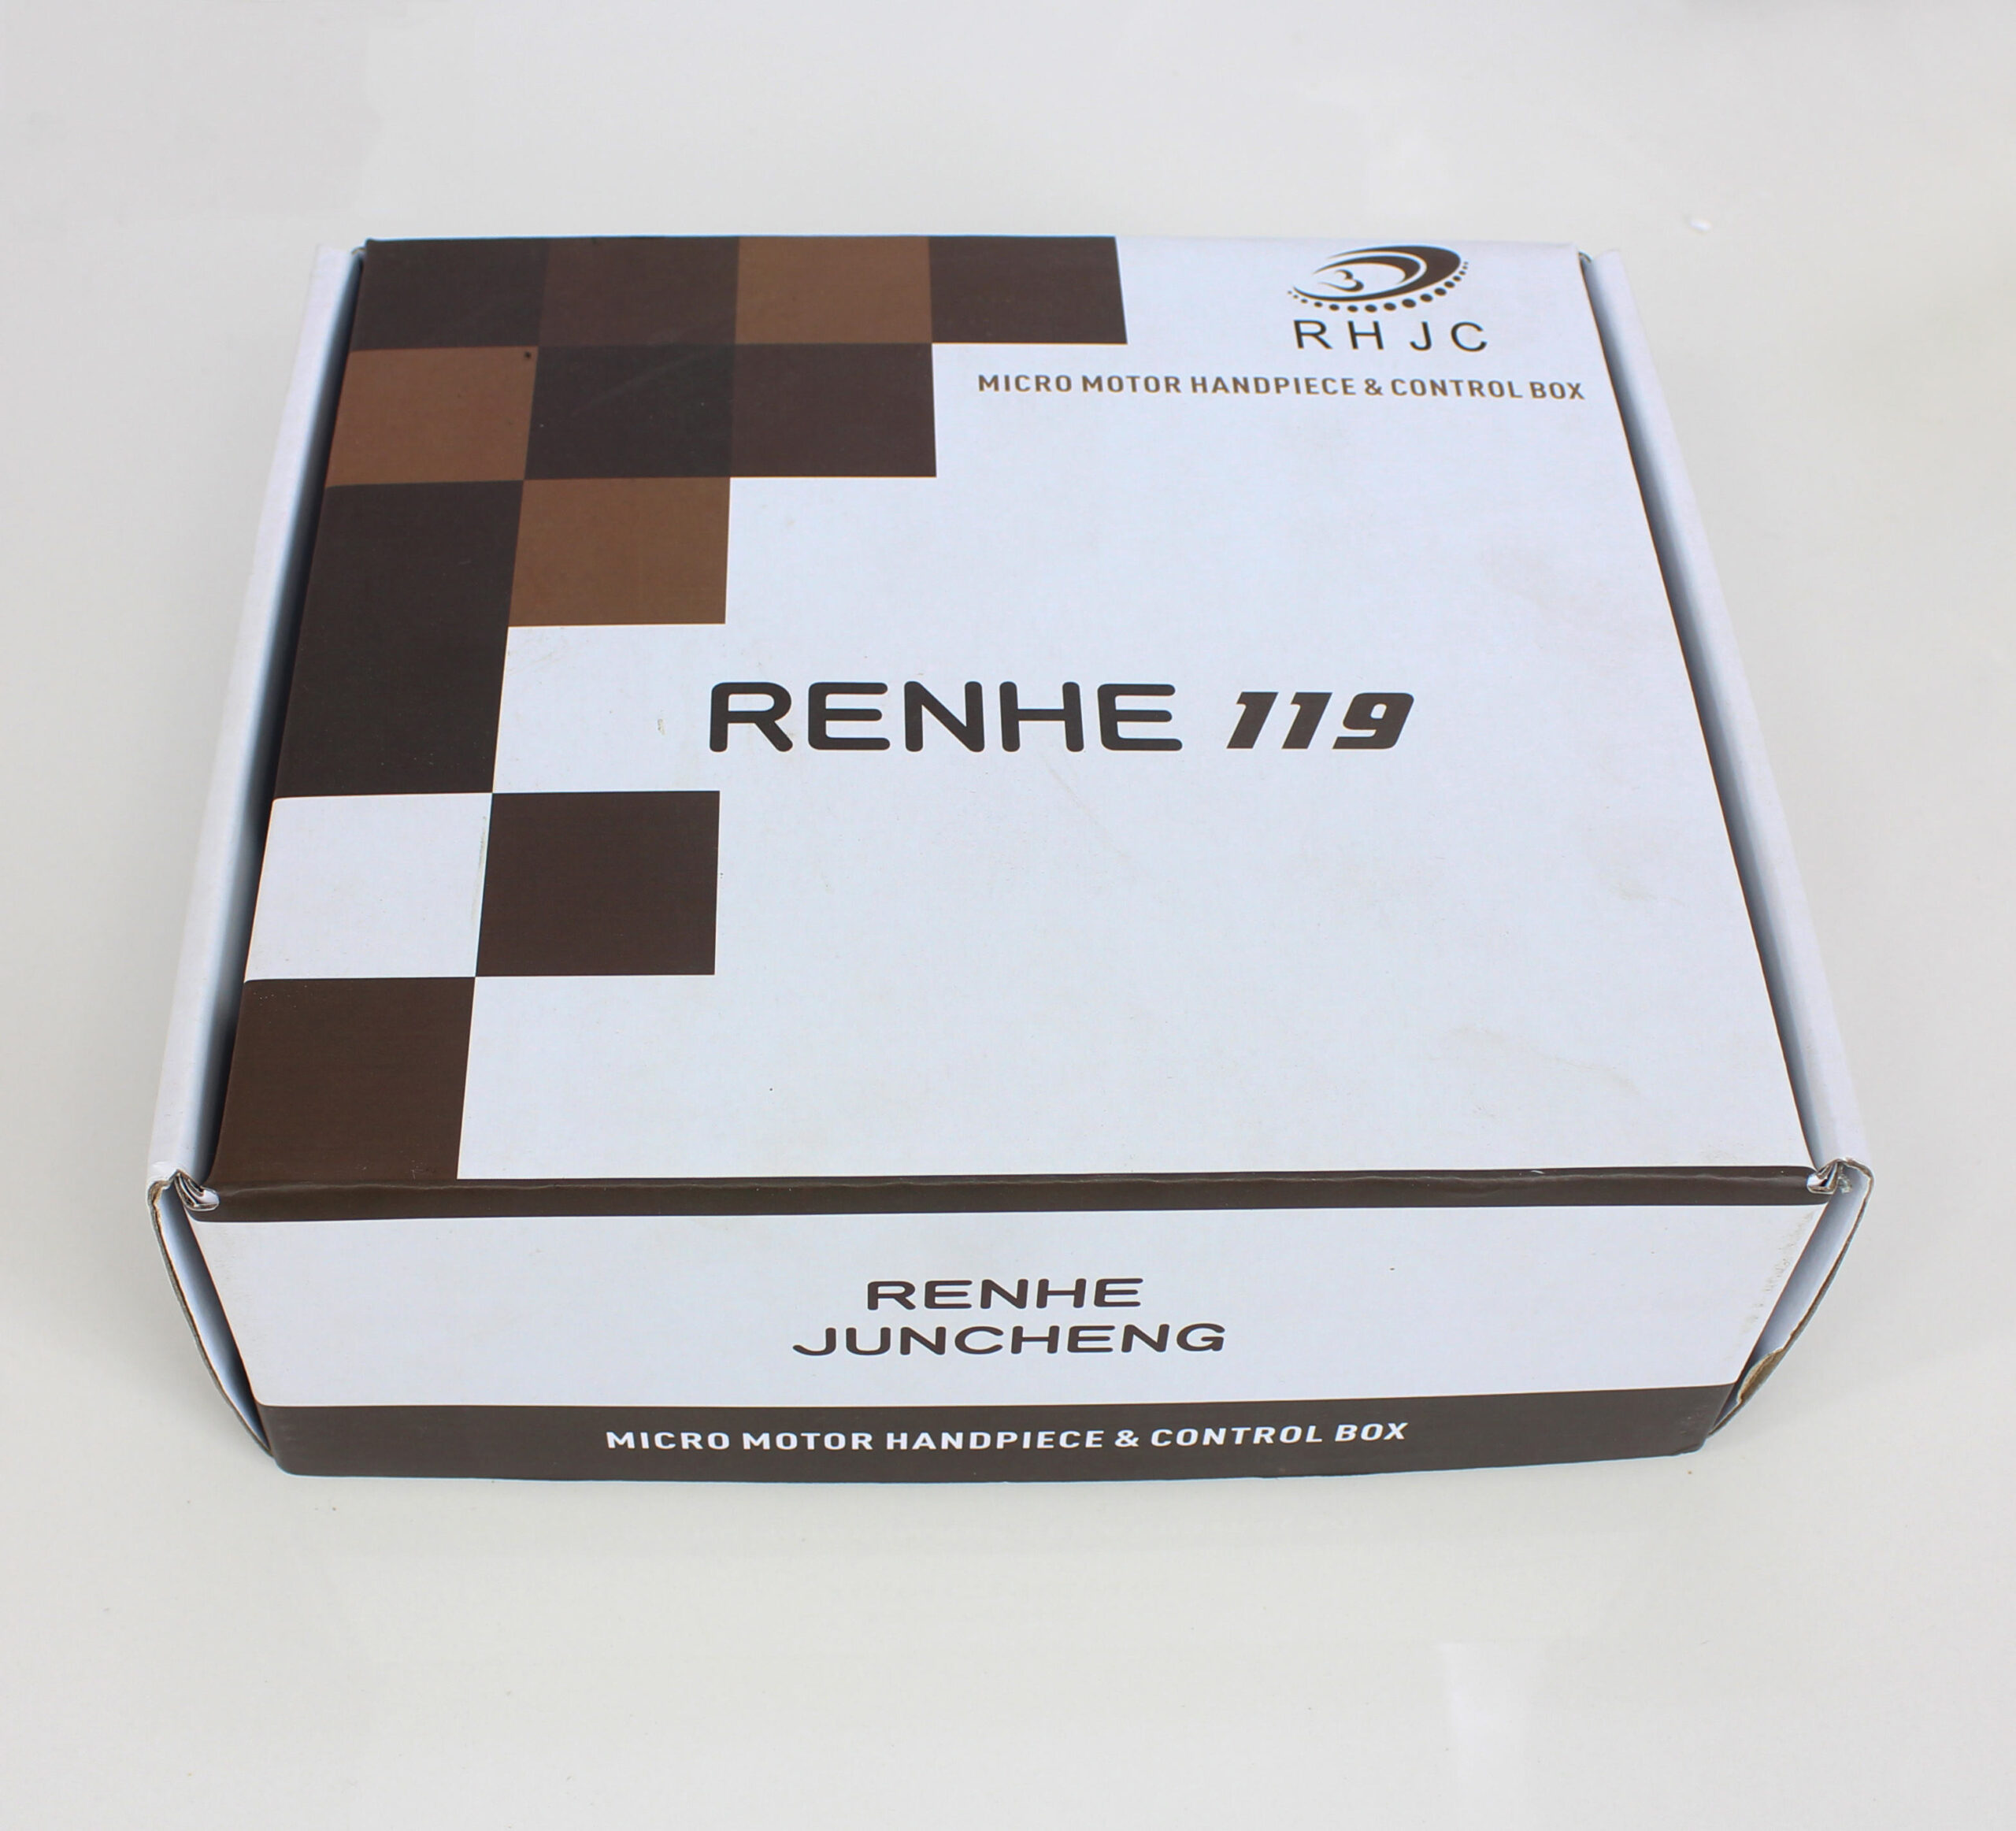 RHJC
MICRO MOTOR HANDPIECE & CONTROL BOX
RENHE 119
RENHE
JUNCHENG
MICRO MOTOR HANDPIECE & CONTROL BOX